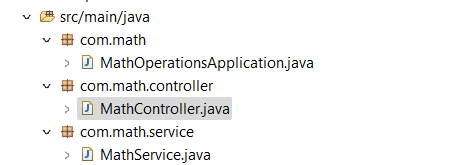 src/main/java
com.math
MathOperationsApplication.java
com.math.controller
MathController.java
com.math.service
MathService.java